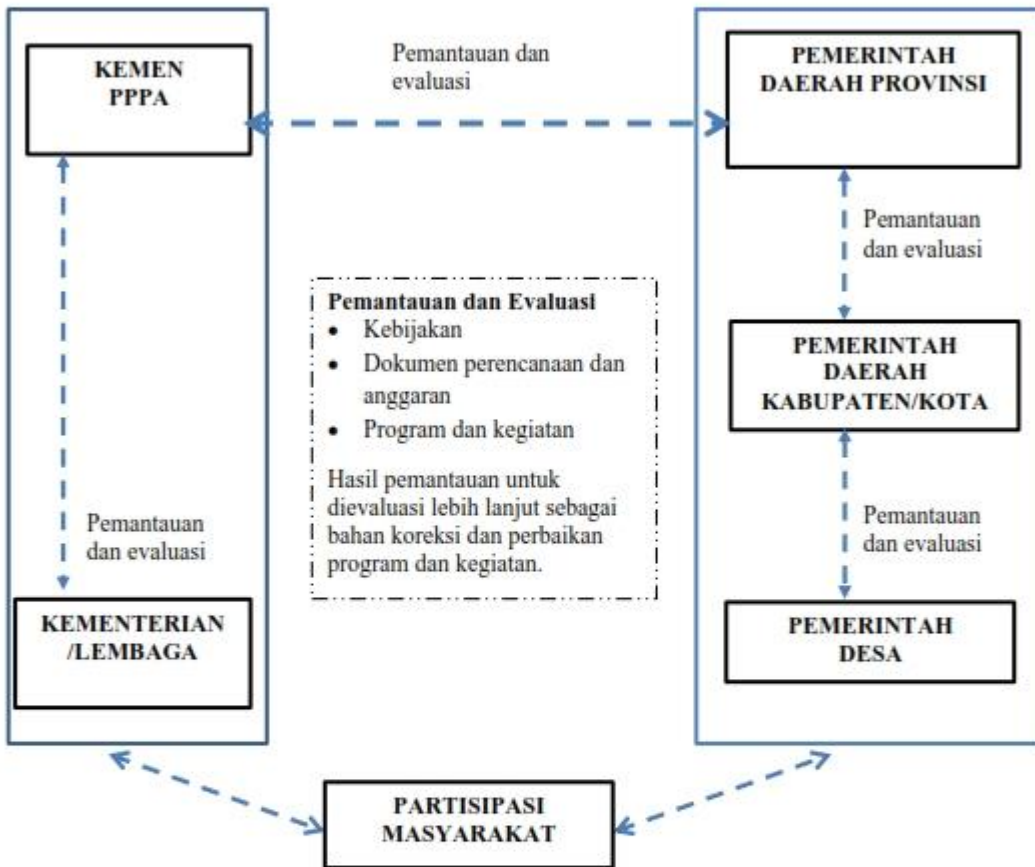 KEMEN
PPPA
Pemantauan dan
evaluasi
PEMERINTAH
DAERAH PROVINSI
Pemantauan
dan evaluasi
Pemantauan dan Evaluasi
• Kebijakan
• Dokumen perencanaan dan
anggaran
• Program dan kegiatan
Hasil pemantauan untuk
dievaluasi lebih lanjut sebagai
bahan koreksi dan perbaikan
program dan kegiatan.
PEMERINTAH
DAERAH
KABUPATEN/KOTA
Pemantauan
dan evaluasi
Pemantauan
dan evaluasi
KEMENTERIAN
/LEMBAGA
PEMERINTAH
DESA
PARTISIPASI
MASYARAKAT